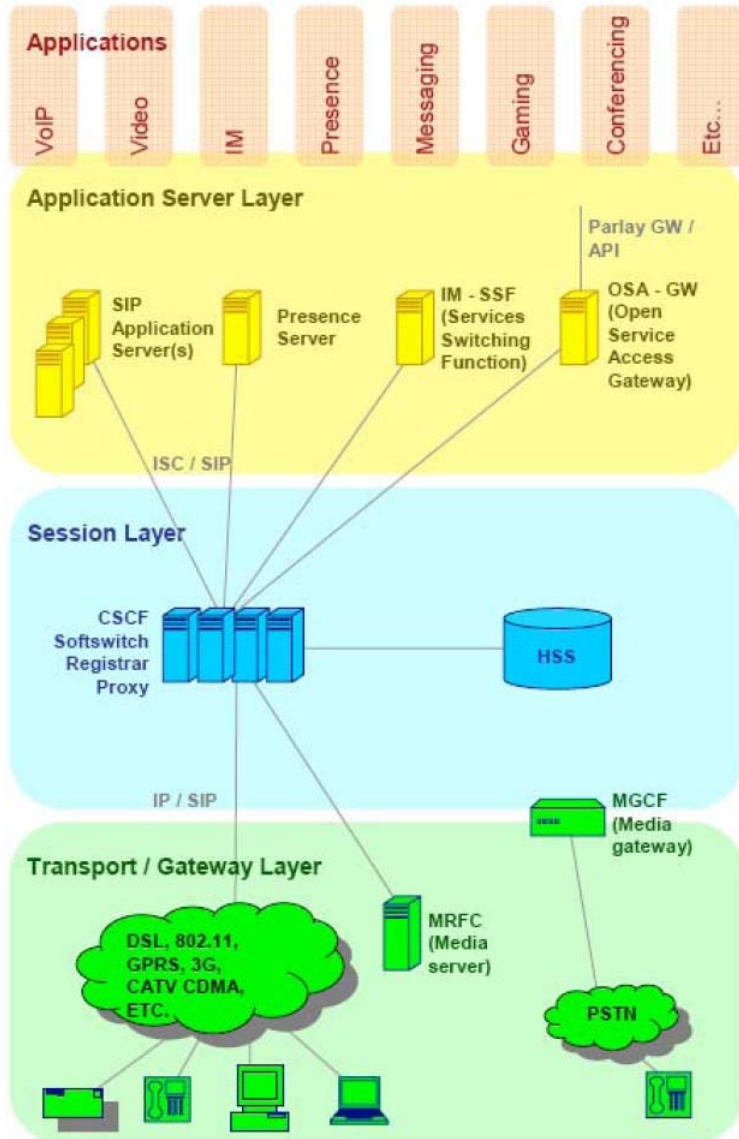 Applications
VoIP
Video
IM
Presence
Messaging
Gaming
Conferencing
Etc...
Application Server Layer
Parlay GW /
API
SIP
Application
Server(s)
Presence
Server
IM - SSF
(Services
Switching
Function)
OSA - GW
(Open
Service
Access
Gateway)
ISC / SIP
Session Layer
CSCF
Softswitch
Registrar
Proxy
HSS
IP / SIP
MGCF
(Media
gateway)
Transport / Gateway Layer
DSL, 802.11,
GPRS, 3G,
CATV CDMA,
ETC.
MRFC
(Media
server)
PSTN